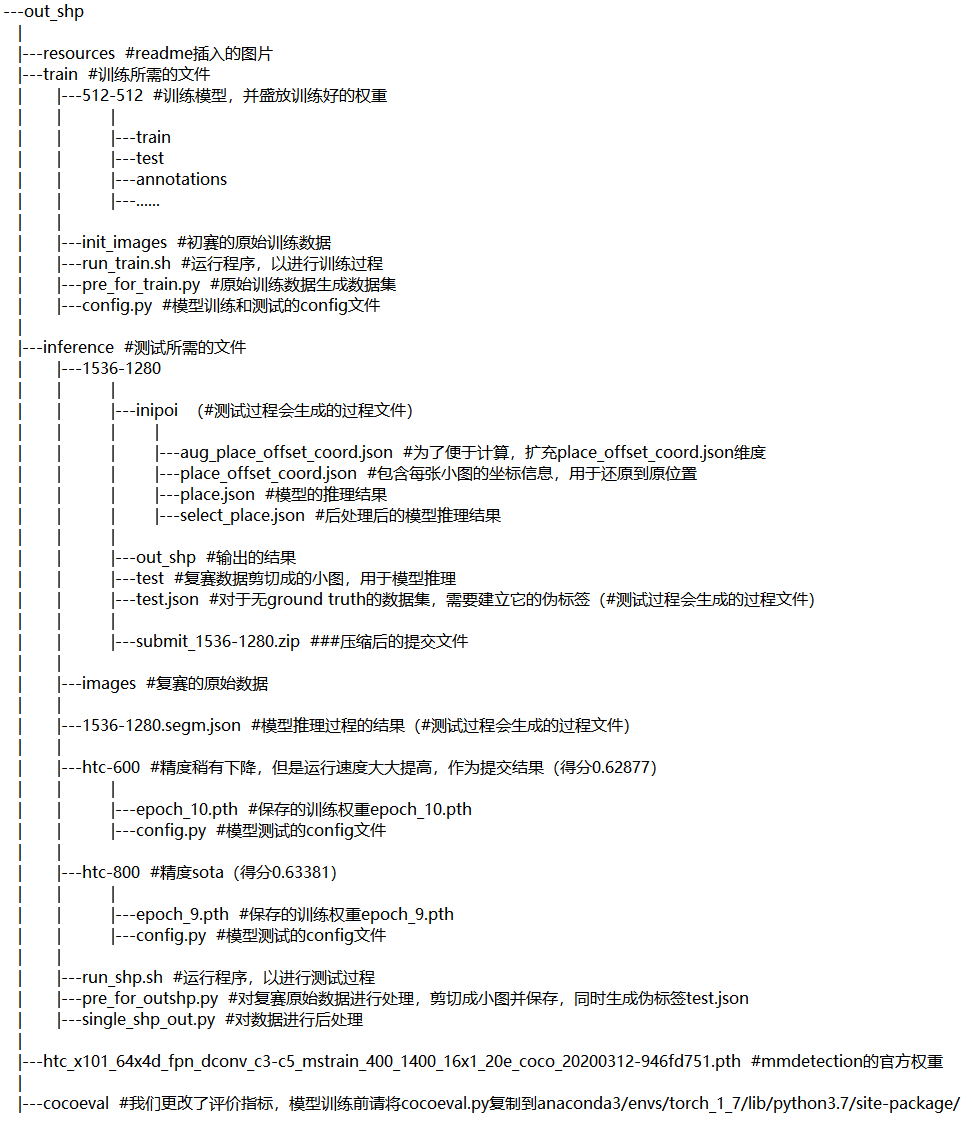 ---out_shp
|
|---resources #readme插入的图片
|---train #训练所需的文件
| |---512-512 #训练模型，并盛放训练好的权重
| | |
| | |---train
| | |---test
| | |---annotations
| | |---......
| |
| |---init_images #初赛的原始训练数据
| |---run_train.sh #运行程序，以进行训练过程
| |---pre_for_train.py #原始训练数据生成数据集
| |---config.py #模型训练和测试的config文件
|
|---inference #测试所需的文件
| |---1536-1280
| | |
| | |---inipoi （#测试过程会生成的过程文件）
| | | |
| | | |---aug_place_offset_coord.json #为了便于计算，扩充place_offset_coord.json维度
| | | |---place_offset_coord.json #包含每张小图的坐标信息，用于还原到原位置
| | | |---place.json #模型的推理结果
| | | |---select_place.json #后处理后的模型推理结果
| | |
| | |---out_shp #输出的结果
| | |---test #复赛数据剪切成的小图，用于模型推理
| | |---test.json #对于无ground truth的数据集，需要建立它的伪标签（#测试过程会生成的过程文件）
| | |
| | |---submit_1536-1280.zip ###压缩后的提交文件
| |
| |---images #复赛的原始数据
| |
| |---1536-1280.segm.json #模型推理过程的结果（#测试过程会生成的过程文件）
| |
| |---htc-600 #精度稍有下降，但是运行速度大大提高，作为提交结果（得分0.62877）
| | |
| | |---epoch_10.pth #保存的训练权重epoch_10.pth
| | |---config.py #模型测试的config文件
| |
| |---htc-800 #精度sota（得分0.63381）
| | |
| | |---epoch_9.pth #保存的训练权重epoch_9.pth
| | |---config.py #模型测试的config文件
| |
| |---run_shp.sh #运行程序，以进行测试过程
| |---pre_for_outshp.py #对复赛原始数据进行处理，剪切成小图并保存，同时生成伪标签test.json
| |---single_shp_out.py #对数据进行后处理
|
|---htc_x101_64x4d_fpn_dconv_c3-c5_mstrain_400_1400_16x1_20e_coco_20200312-946fd751.pth #mmdetection的官方权重
|
|---cocoeval #我们更改了评价指标，模型训练前请将cocoeval.py复制到anaconda3/envs/torch_1_7/lib/python3.7/site-package/